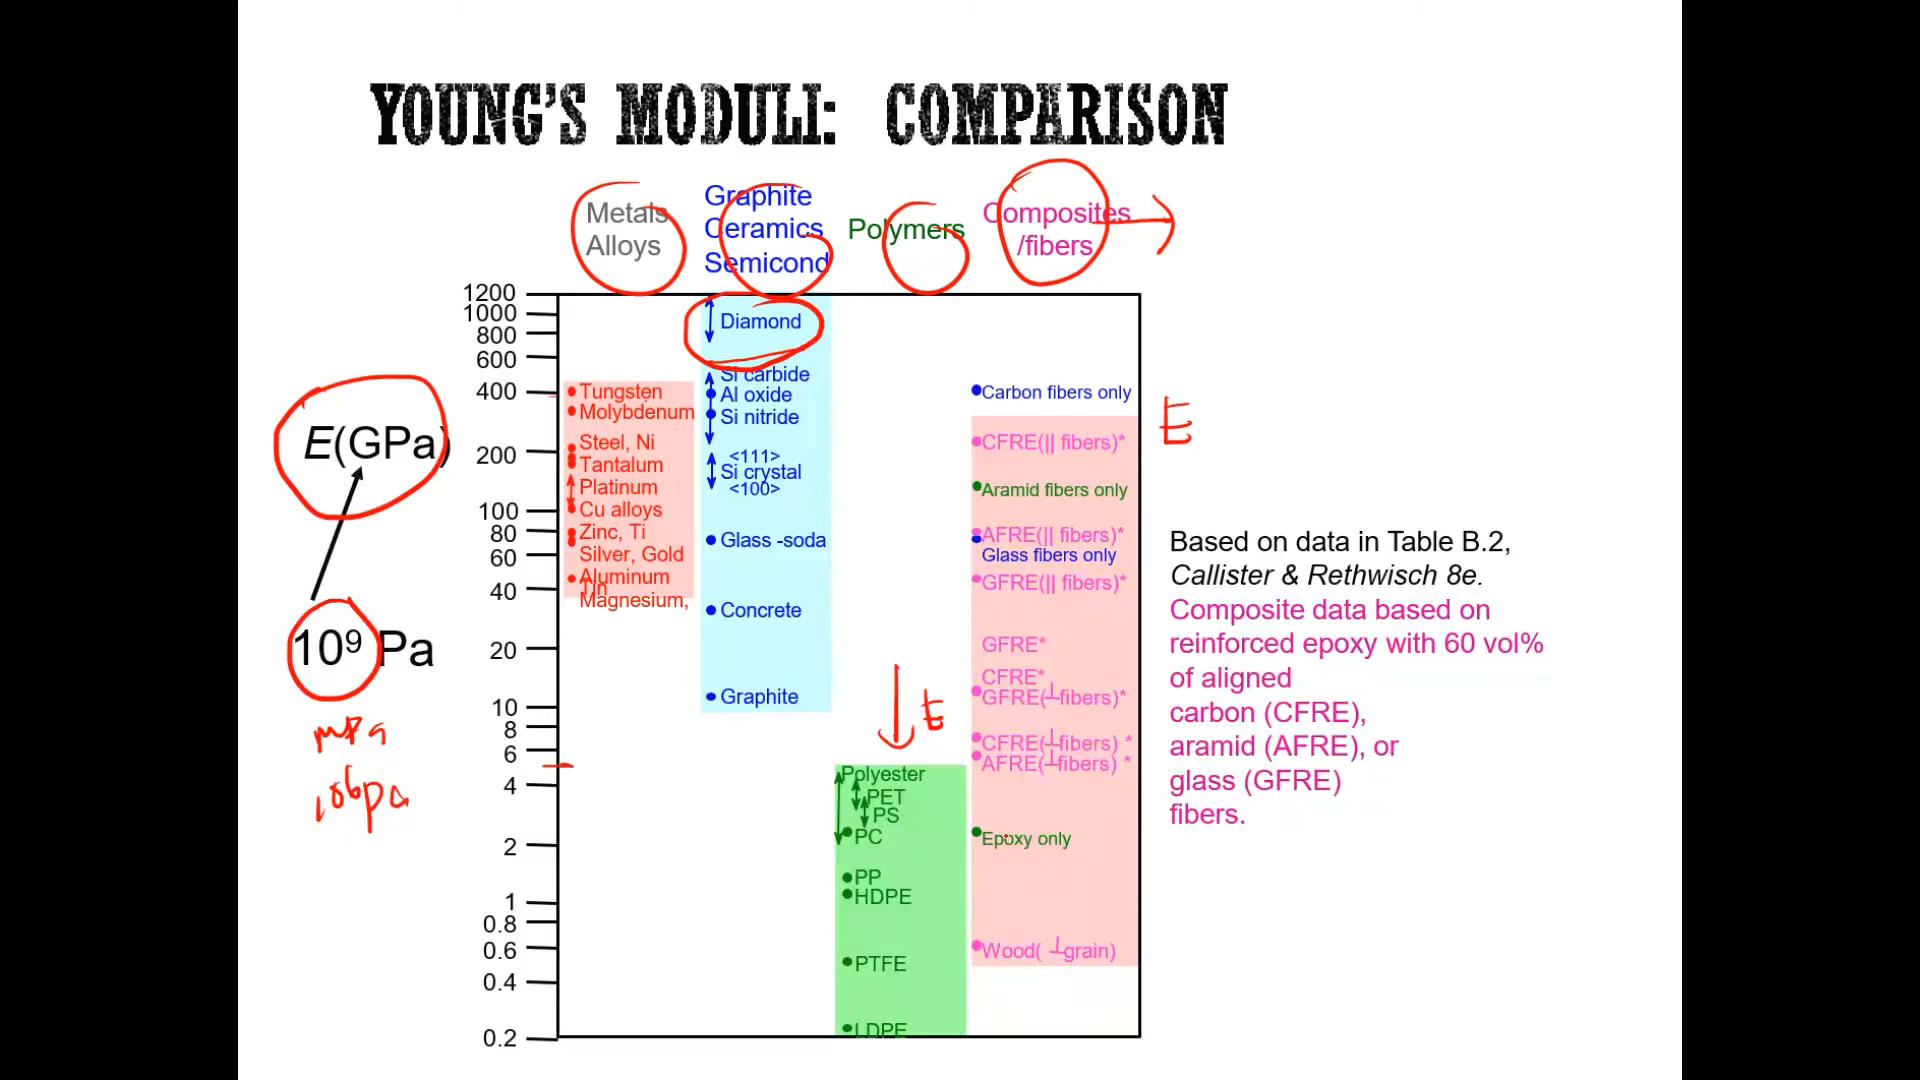 YOUNG'S MODULI: COMPARISON
Metals
Alloys
Graphite
Ceramics
Semicond
Polymers
Composites
/fibers
E(GPa)
10⁹ Pa
MPa
10⁶pa
1200
1000
800
600
400
200
100
80
60
40
20
10
8
6
4
2
1
0.8
0.6
0.4
0.2
Tungsten
Molybdenum
Steel, Ni
Tantalum
Platinum
Cu alloys
Zinc, Ti
Silver, Gold
Aluminum
Tin
Magnesium,
Diamond
Si carbide
Al oxide
Si nitride
<111>
Si crystal
<100>
Glass -soda
Concrete
Graphite
E
Polyester
PET
PS
PC
PP
HDPE
PTFE
LDPE
Carbon fibers only
CFRE(|| fibers)*
Aramid fibers only
AFRE(|| fibers)*
Glass fibers only
GFRE(|| fibers)*
GFRE*
CFRE*
GFRE(⊥fibers)*
CFRE(⊥fibers) *
AFRE(⊥fibers) *
Epoxy only
Wood( ⊥grain)
E
Based on data in Table B.2,
Callister & Rethwisch 8e.
Composite data based on
reinforced epoxy with 60 vol%
of aligned
carbon (CFRE),
aramid (AFRE), or
glass (GFRE)
fibers.